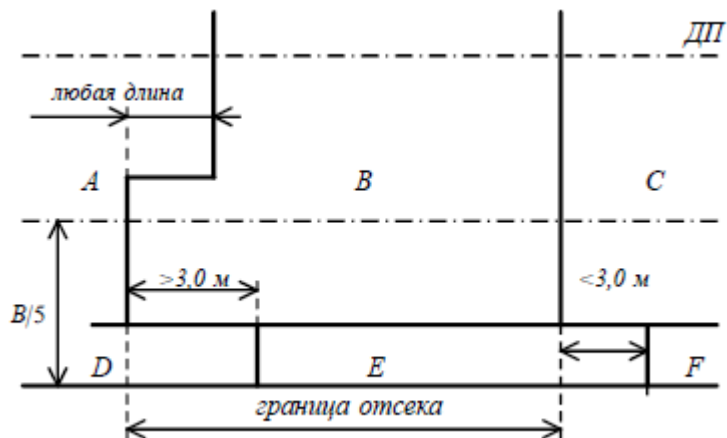 ДП
любая длина
А
В
С
>3,0 м
<3,0 м
В/5
D
E
F
граница отсека